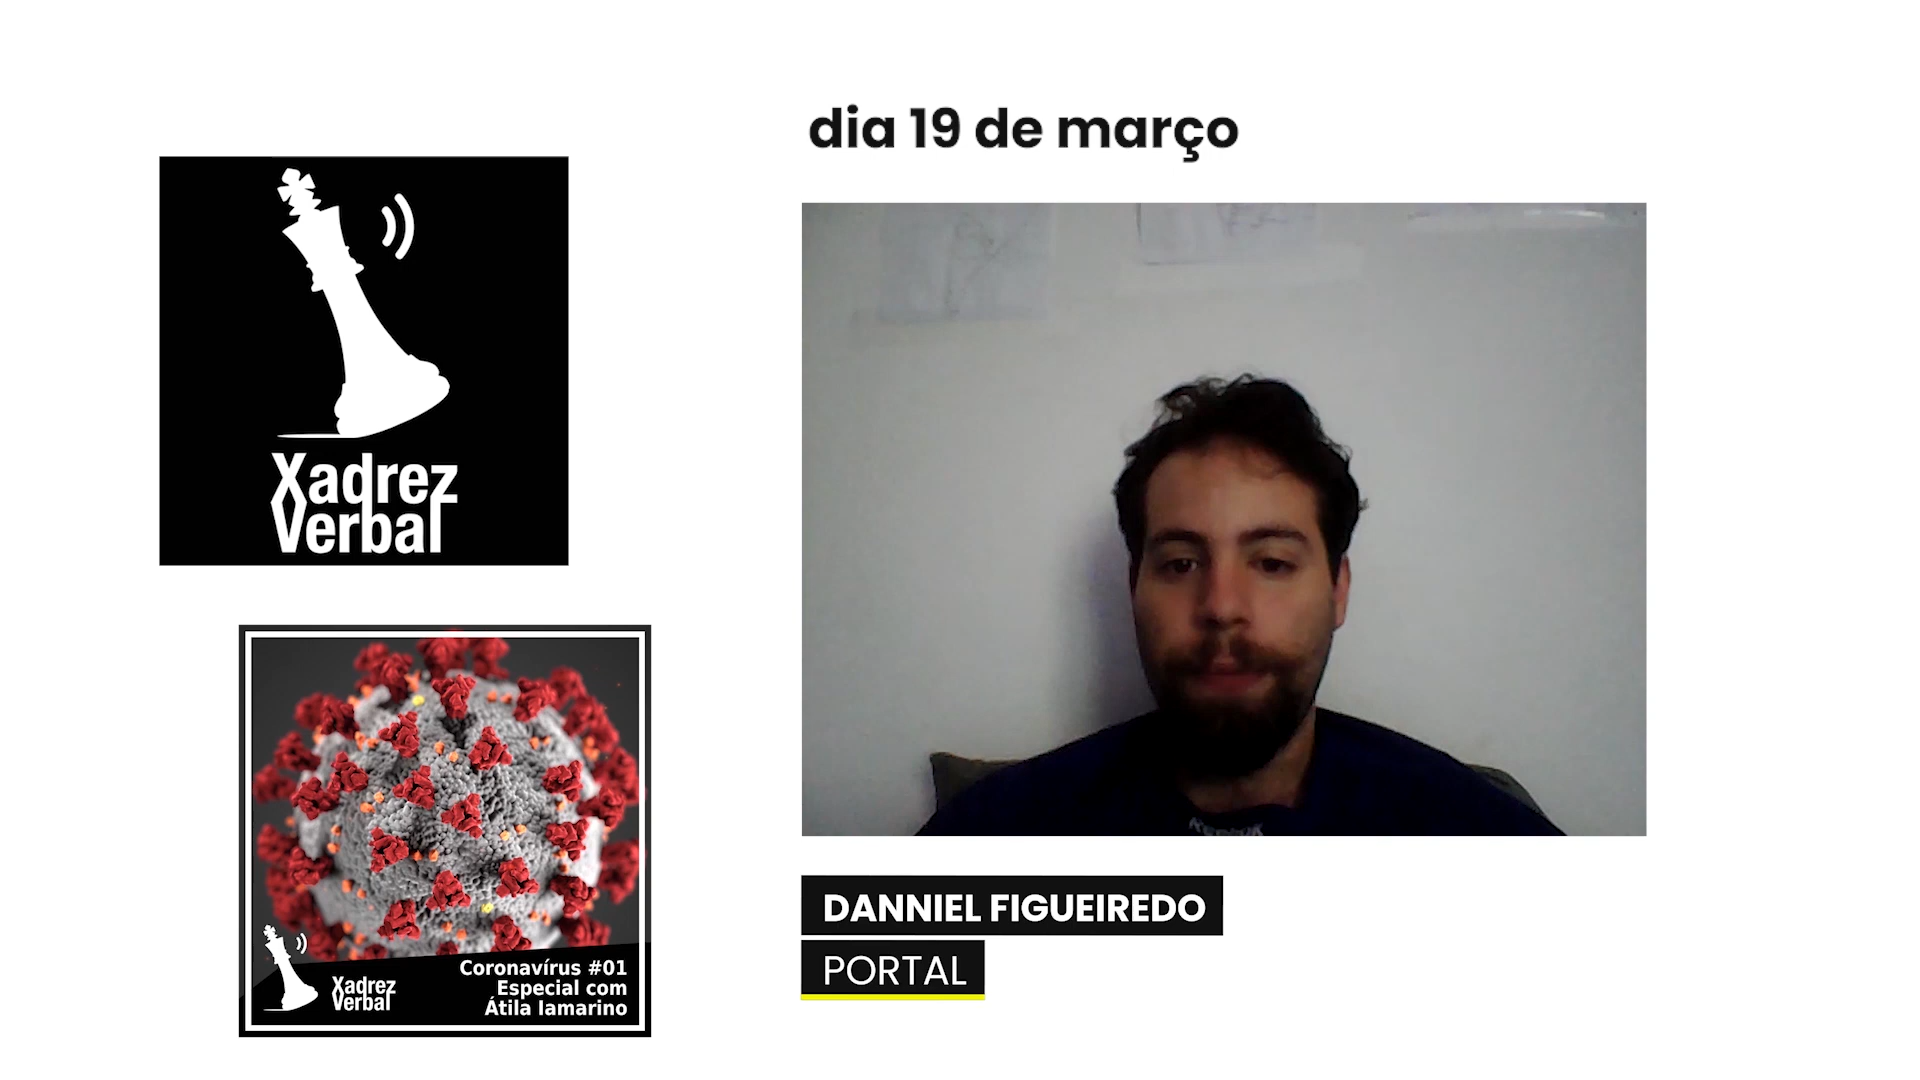 dia 19 de março
Xadrez
Verbal
Coronavírus #01
Especial com
Átila Iamarino
Xadrez
Verbal
DANNIEL FIGUEIREDO
PORTAL